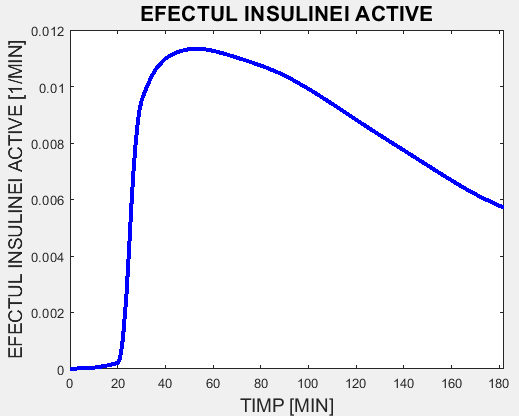 EFECTUL INSULINEI ACTIVE
EFECTUL INSULINEI ACTIVE [1/MIN]
0.012
0.01
0.008
0.006
0.004
0.002
0
0 20 40 60 80 100 120 140 160 180
TIMP [MIN]